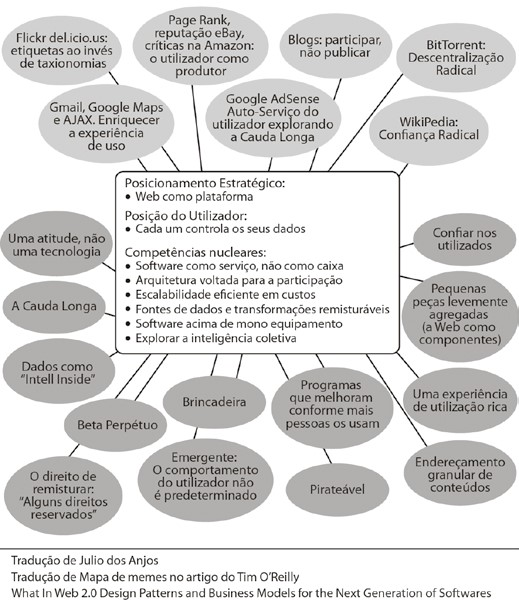 Flickr del.icio.us:
etiquetas ao invés
de taxionomias
Page Rank,
reputação eBay,
críticas na Amazon:
o utilizador como
produtor
Blogs: participar,
não publicar
BitTorrent:
Descentralização
Radical
Gmail, Google Maps
e AJAX. Enriquecer
a experiência
de uso
Google AdSense
Auto-Serviço do
utilizador explorando
a Cauda Longa
WikiPedia:
Confiança Radical
Posicionamento Estratégico:
• Web como plataforma
Posição do Utilizador:
• Cada um controla os seus dados
Competências nucleares:
• Software como serviço, não como caixa
• Arquitetura voltada para a participação
• Escalabilidade eficiente em custos
• Fontes de dados e transformações remisturáveis
• Software acima de mono equipamento
• Explorar a inteligência coletiva
Uma atitude, não
uma tecnologia
A Cauda Longa
Dados como
“Intell Inside”
Beta Perpétuo
O direito de
remisturar:
“Alguns direitos
reservados”
Brincadeira
Emergente:
O comportamento
do utilizador não
é predeterminado
Programas
que melhoram
conforme mais
pessoas os usam
Pirateável
Confiar nos
utilizados
Pequenas
peças levemente
agregadas
(a Web como
componentes)
Uma experiência
de utilização rica
Endereçamento
granular de
conteúdos
Tradução de Julio dos Anjos
Tradução de Mapa de memes no artigo do Tim O’Reilly
What In Web 2.0 Design Patterns and Business Models for the Next Generation of Softwares